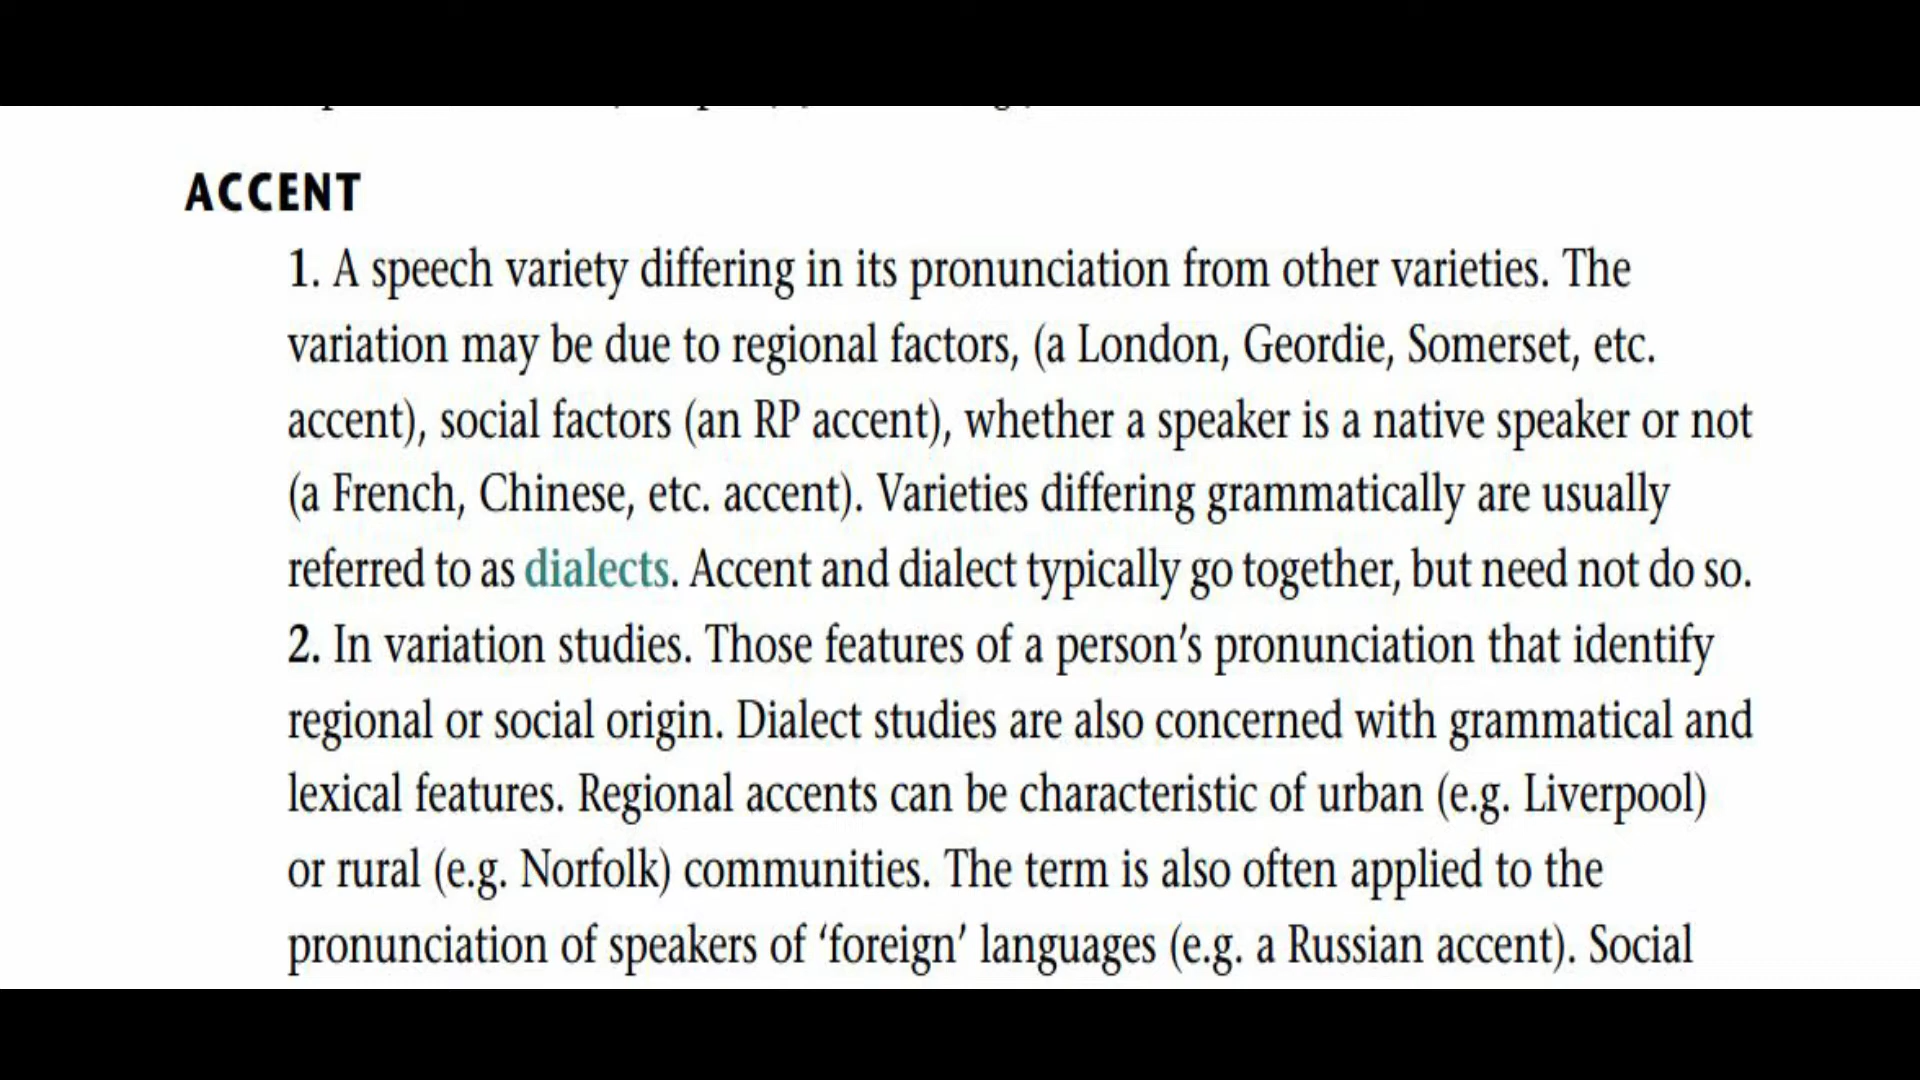 ACCENT
1. A speech variety differing in its pronunciation from other varieties. The
variation may be due to regional factors, (a London, Geordie, Somerset, etc.
accent), social factors (an RP accent), whether a speaker is a native speaker or not
(a French, Chinese, etc. accent). Varieties differing grammatically are usually
referred to as dialects. Accent and dialect typically go together, but need not do so.
2. In variation studies. Those features of a person’s pronunciation that identify
regional or social origin. Dialect studies are also concerned with grammatical and
lexical features. Regional accents can be characteristic of urban (e.g. Liverpool)
or rural (e.g. Norfolk) communities. The term is also often applied to the
pronunciation of speakers of ‘foreign’ languages (e.g. a Russian accent). Social